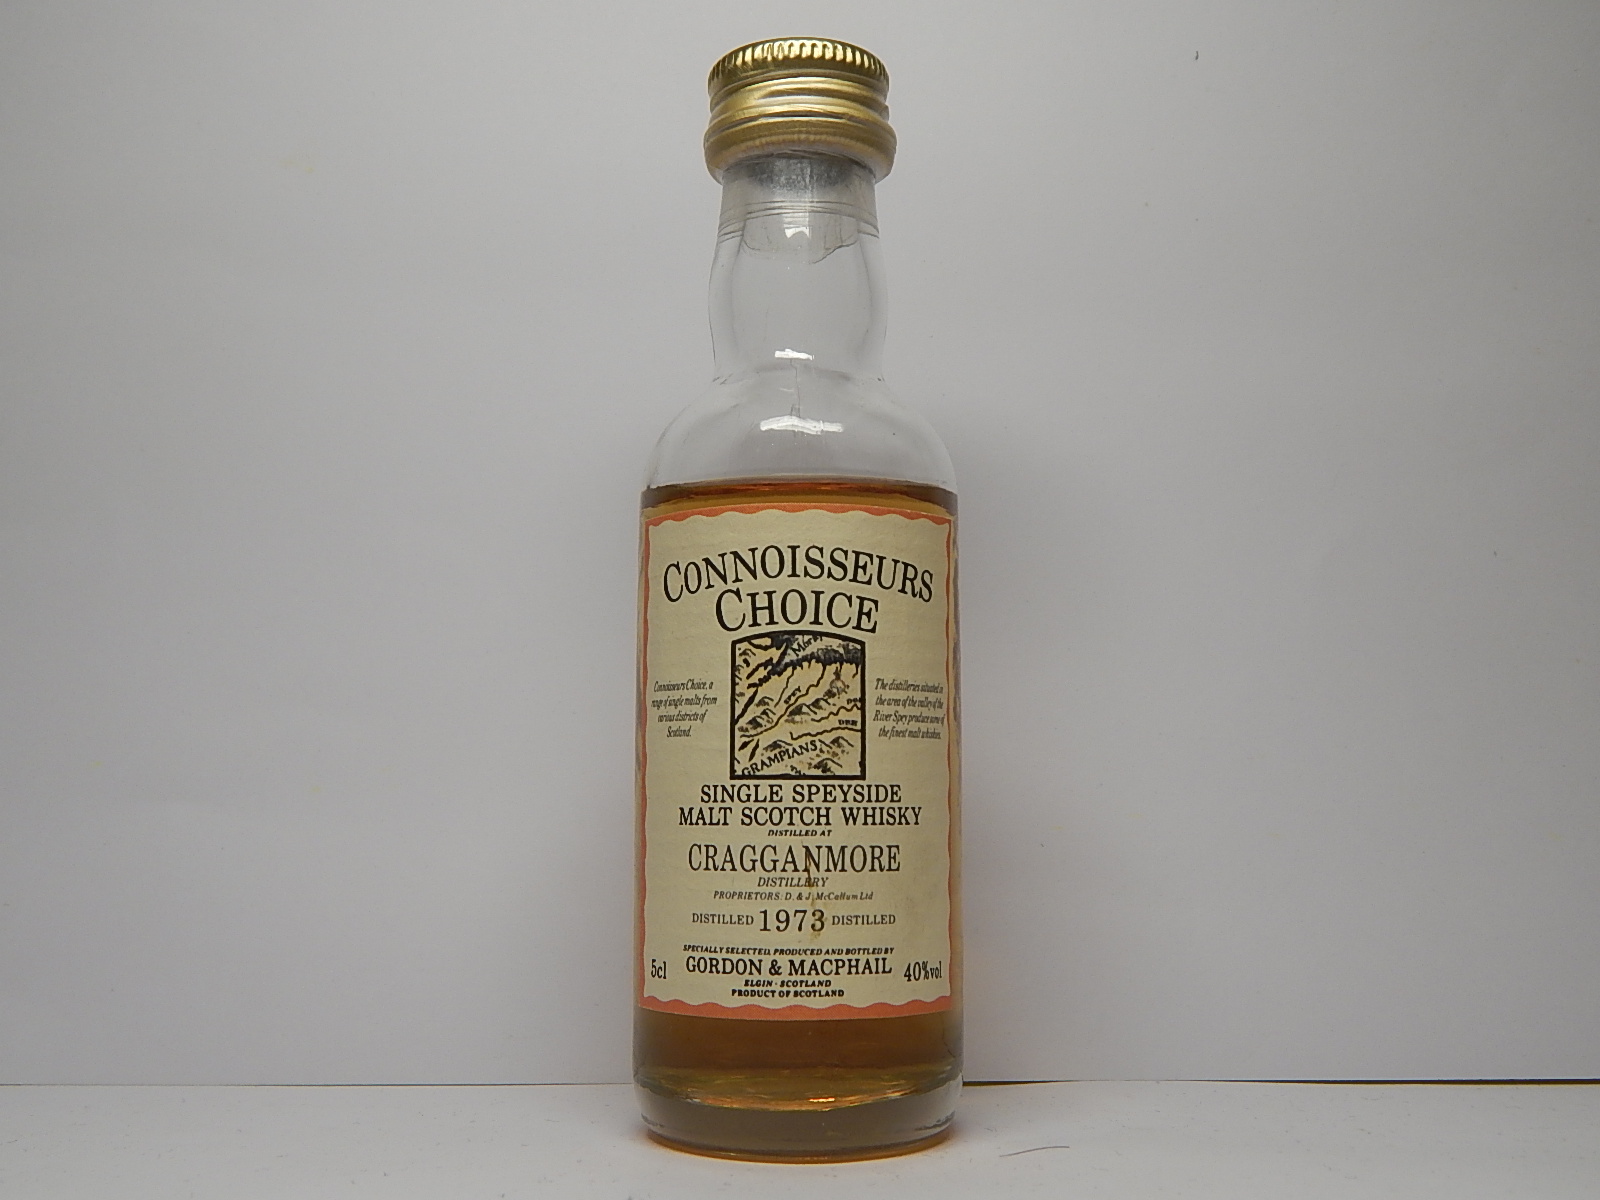 CONNOISSEURS
CHOICE
Moray
SPEY
DEE
GRAMPIANS
Connoisseurs Choice, a
range of single malts from
various districts of
Scotland.
The distilleries situated in
the area of the valley of the
River Spey produce some of
the finest malt whiskies.
SINGLE SPEYSIDE
MALT SCOTCH WHISKY
DISTILLED AT
CRAGGANMORE
DISTILLERY
PROPRIETORS: D. & J. McCallum Ltd
DISTILLED 1973 DISTILLED
SPECIALLY SELECTED, PRODUCED AND BOTTLED BY
5cl GORDON & MACPHAIL 40%vol
ELGIN · SCOTLAND
PRODUCT OF SCOTLAND